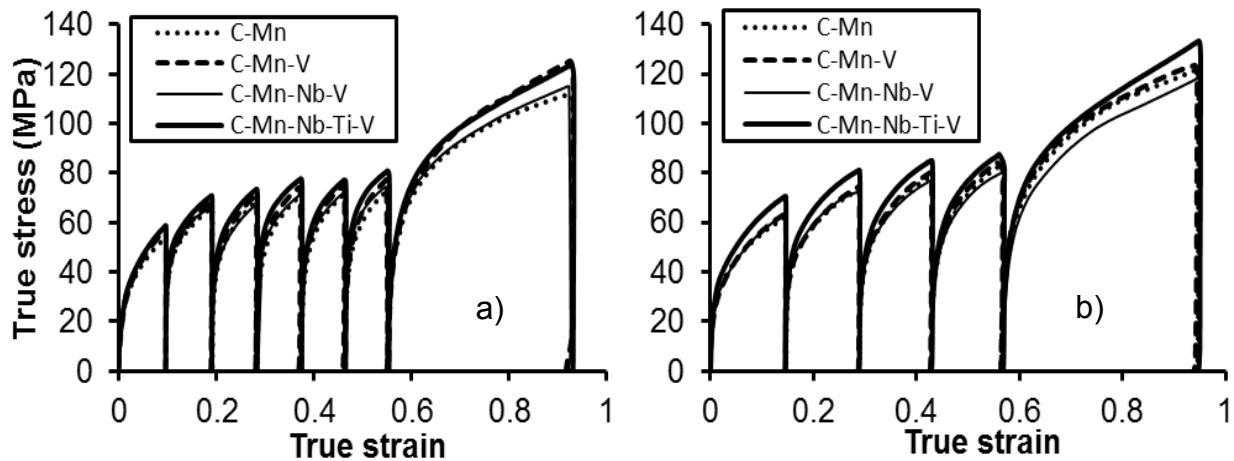 True stress (MPa)
140
120
100
80
60
40
20
0
C-Mn
C-Mn-V
C-Mn-Nb-V
C-Mn-Nb-Ti-V
a)
0 0.2 0.4 0.6 0.8 1
True strain
140
120
100
80
60
40
20
0
C-Mn
C-Mn-V
C-Mn-Nb-V
C-Mn-Nb-Ti-V
b)
0 0.2 0.4 0.6 0.8 1
True strain